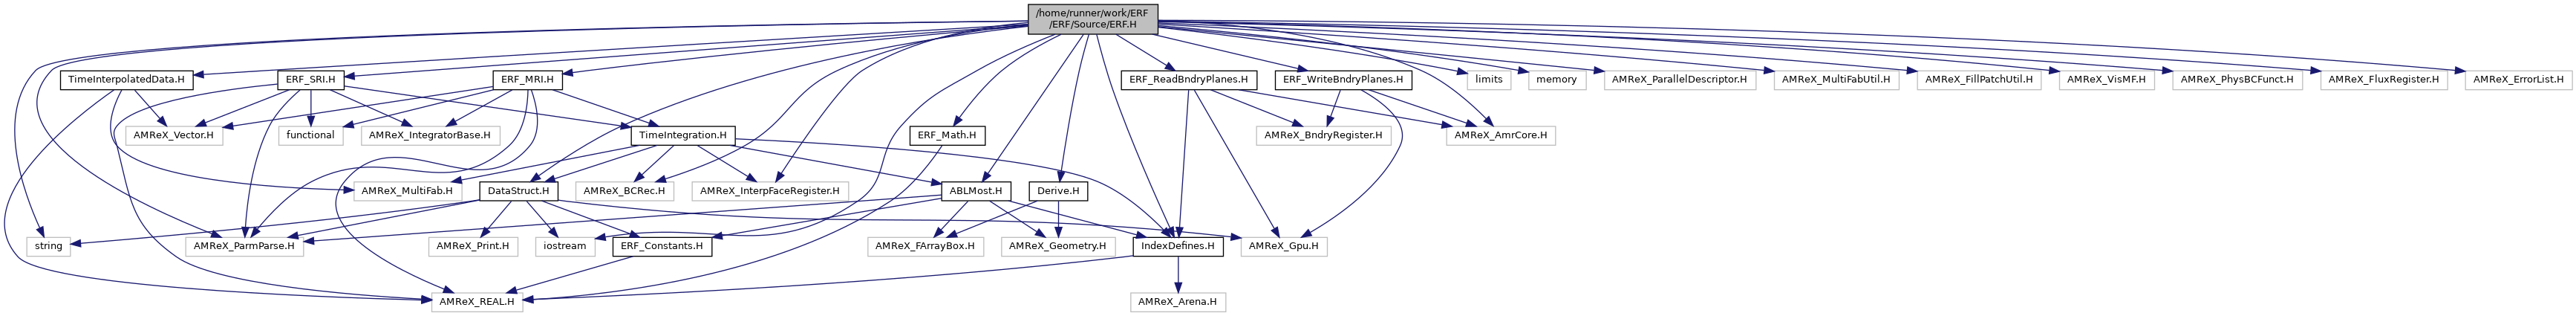 /home/runner/work/ERF
/ERF/Source/ERF.H
TimeInterpolatedData.H
ERF_SRI.H
ERF_MRI.H
ERF_ReadBndryPlanes.H
ERF_WriteBndryPlanes.H
limits
memory
AMReX_ParallelDescriptor.H
AMReX_MultiFabUtil.H
AMReX_FillPatchUtil.H
AMReX_VisMF.H
AMReX_PhysBCFunct.H
AMReX_FluxRegister.H
AMReX_ErrorList.H
AMReX_Vector.H
functional
AMReX_IntegratorBase.H
TimeIntegration.H
ERF_Math.H
AMReX_BndryRegister.H
AMReX_AmrCore.H
AMReX_MultiFab.H
DataStruct.H
AMReX_BCRec.H
AMReX_InterpFaceRegister.H
ABLMost.H
Derive.H
string
AMReX_ParmParse.H
AMReX_Print.H
iostream
ERF_Constants.H
AMReX_FArrayBox.H
AMReX_Geometry.H
IndexDefines.H
AMReX_Gpu.H
AMReX_REAL.H
AMReX_Arena.H